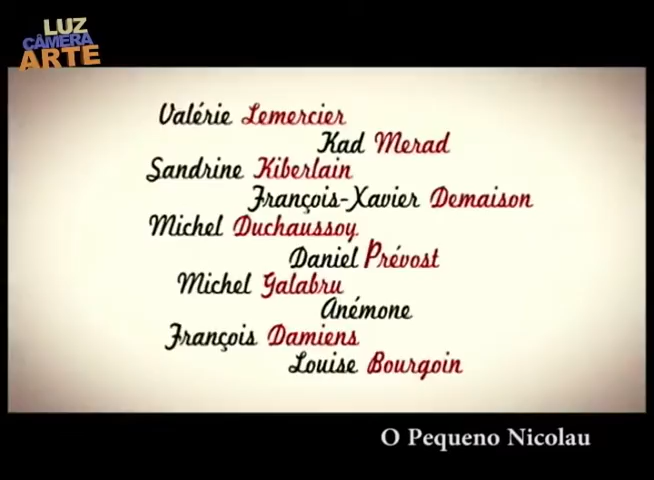 LUZ
CÂMERA
ARTE
Valérie Lemercier
Kad Merad
Sandrine Kiberlain
François-Xavier Demaison
Michel Duchaussoy
Daniel Prévost
Michel Galabru
Anémone
François Damiens
Louise Bourgoin
O Pequeno Nicolau